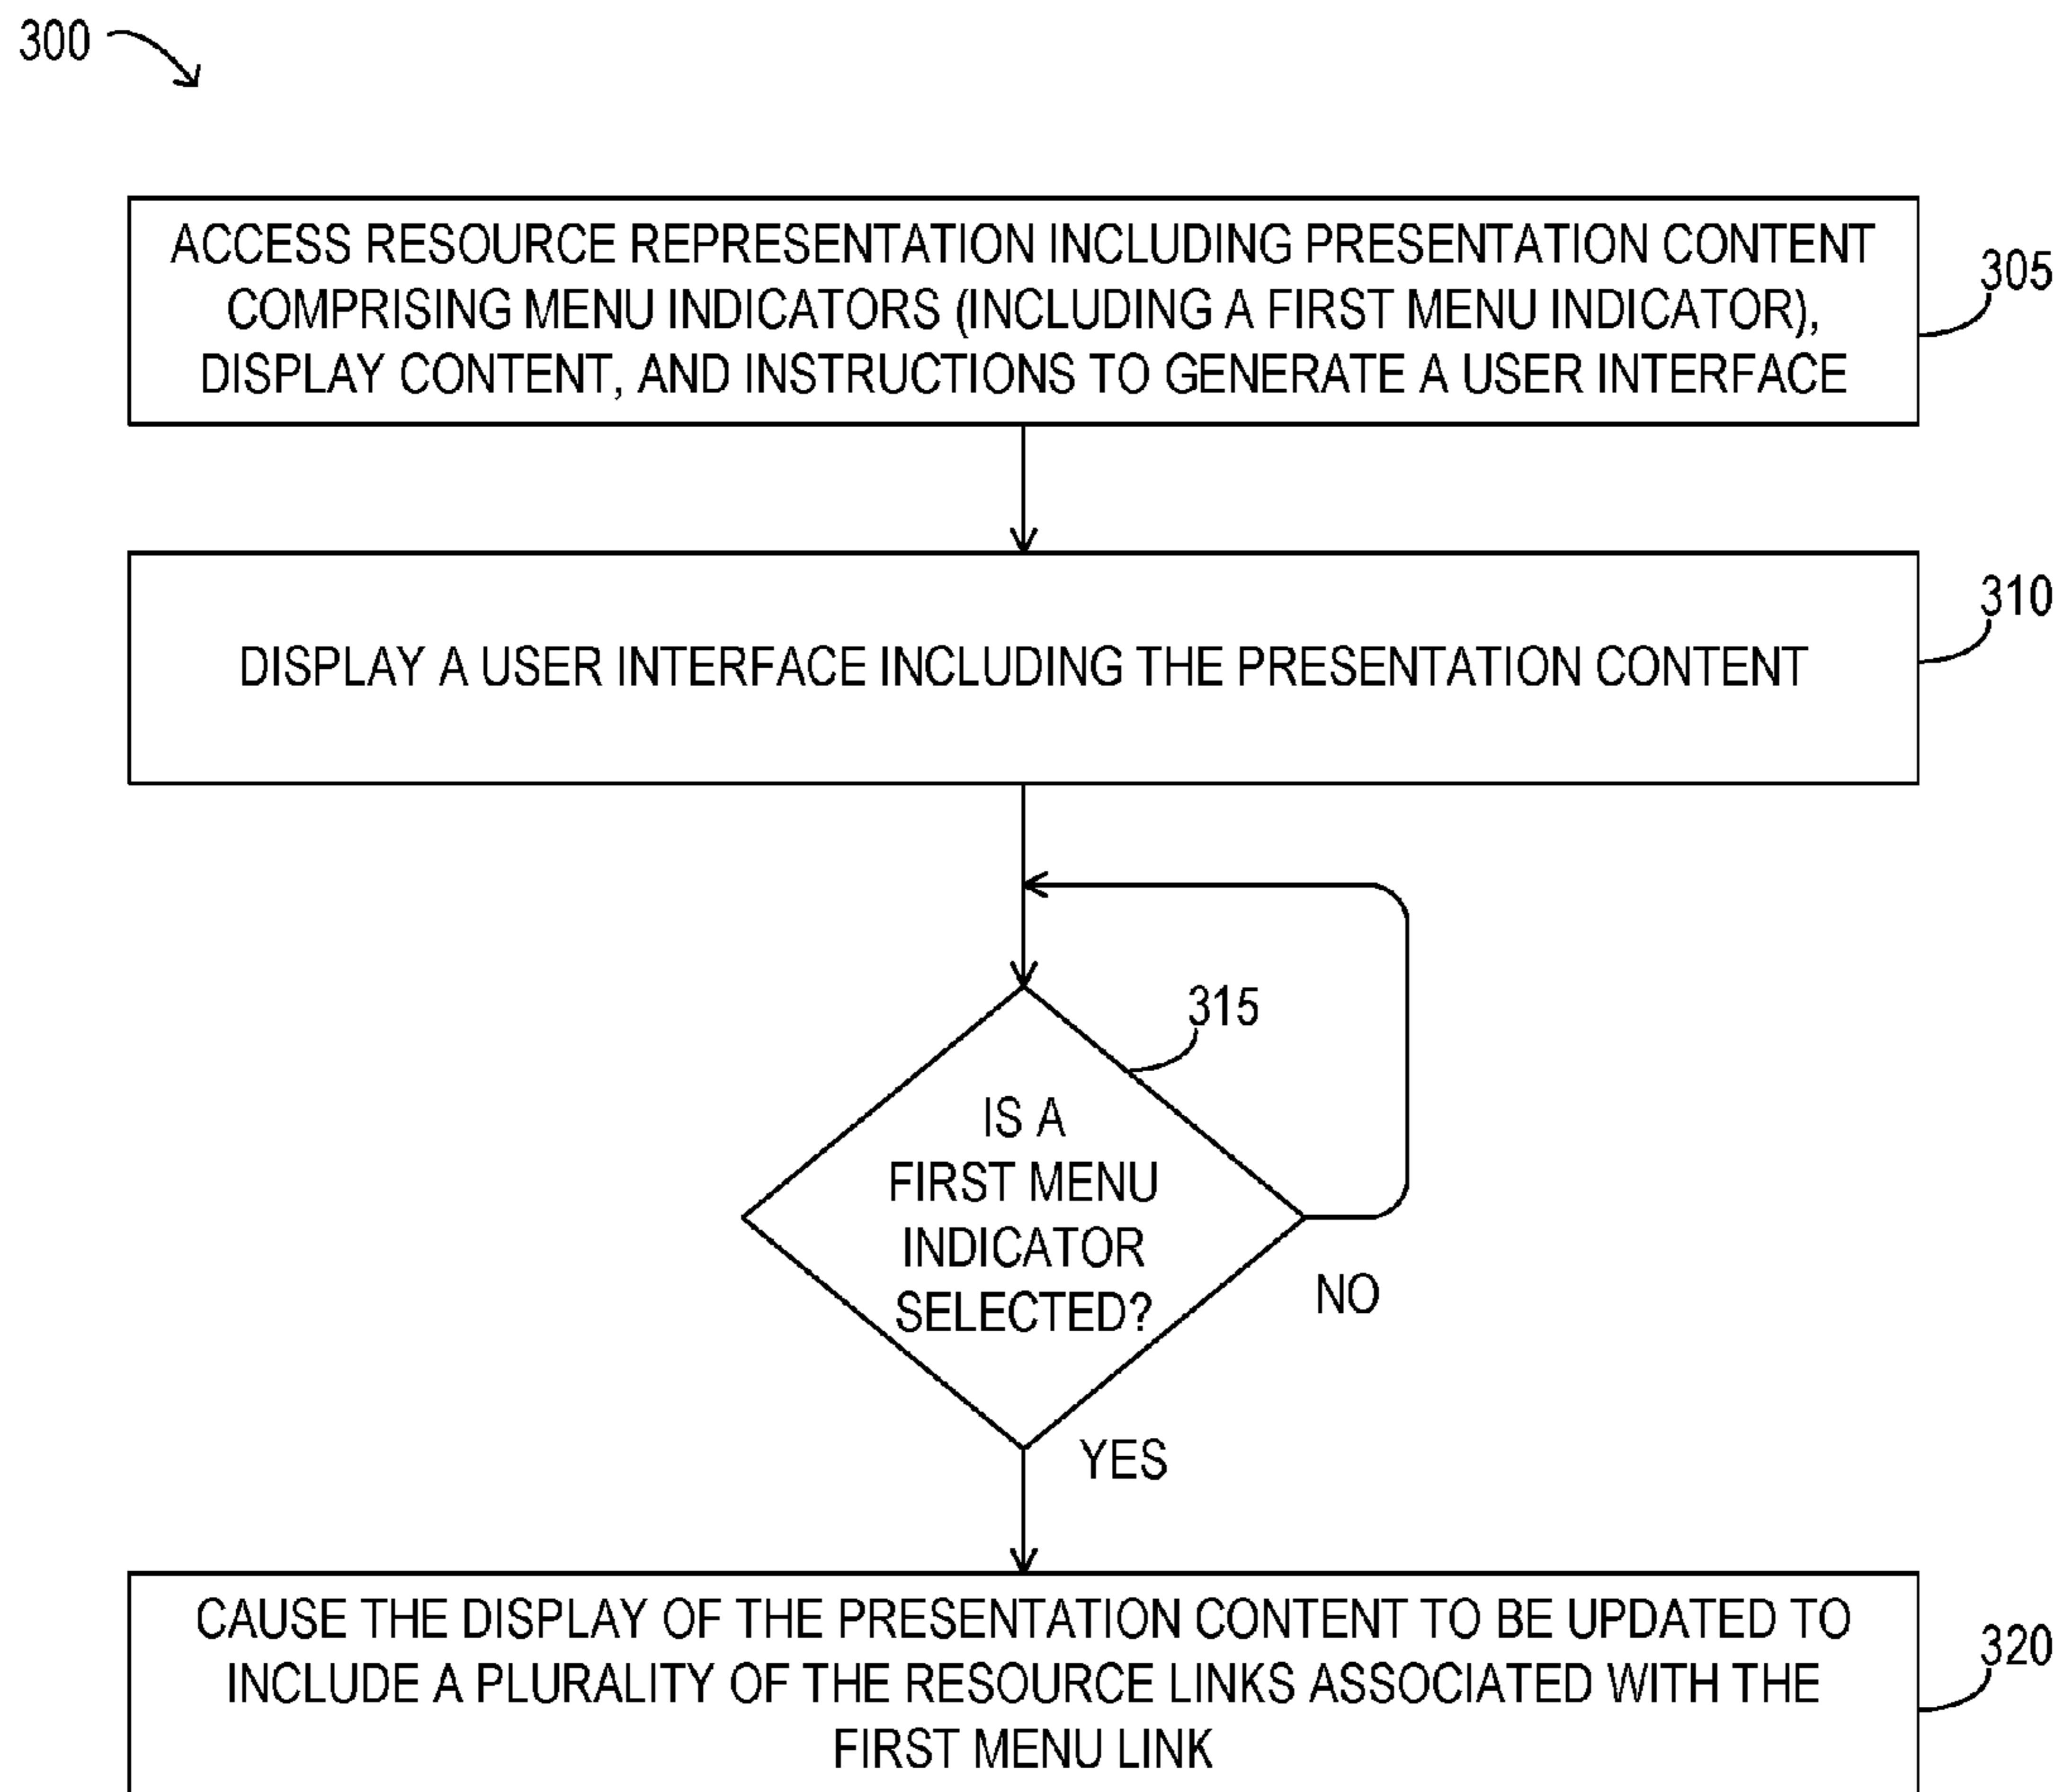 300
ACCESS RESOURCE REPRESENTATION INCLUDING PRESENTATION CONTENT
COMPRISING MENU INDICATORS (INCLUDING A FIRST MENU INDICATOR),
DISPLAY CONTENT, AND INSTRUCTIONS TO GENERATE A USER INTERFACE
305
DISPLAY A USER INTERFACE INCLUDING THE PRESENTATION CONTENT
310
315
IS A
FIRST MENU
INDICATOR
SELECTED?
NO
YES
CAUSE THE DISPLAY OF THE PRESENTATION CONTENT TO BE UPDATED TO
INCLUDE A PLURALITY OF THE RESOURCE LINKS ASSOCIATED WITH THE
FIRST MENU LINK
320